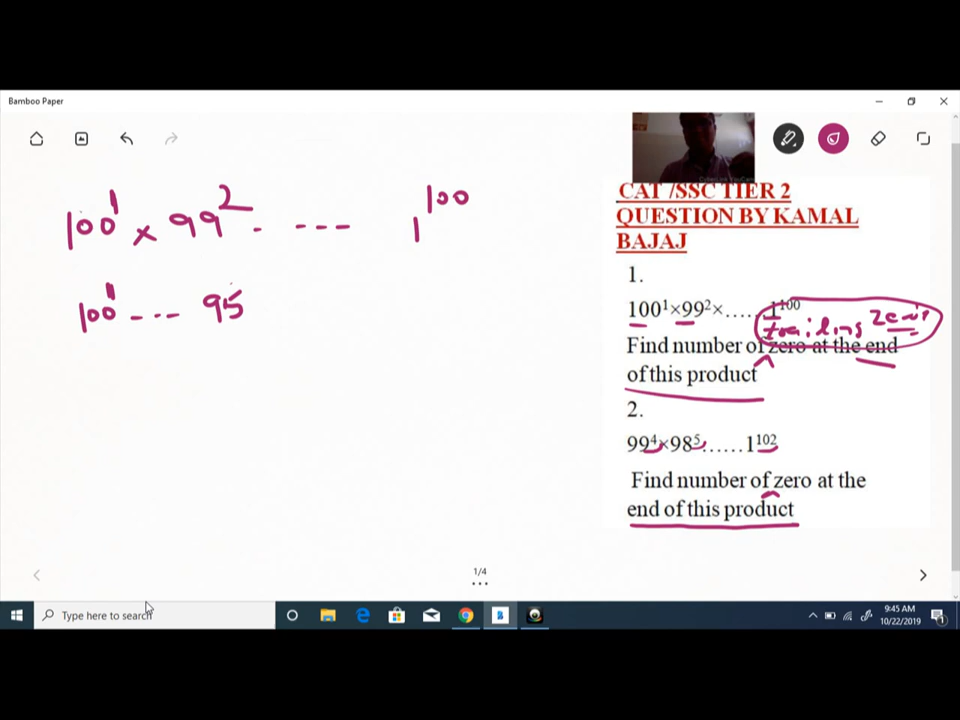 Bamboo Paper
100¹ × 99² · --- 1¹⁰⁰
100¹ --- 95
CAT /SSC TIER 2
QUESTION BY KAMAL
BAJAJ
1.
100¹×99²×…..1¹⁰⁰
trailing
Find number of zero at the end
of this product
2.
99⁴×98⁵……1¹⁰²
Find number of zero at the
end of this product
1/4
Type here to search
9:45 AM
10/22/2019